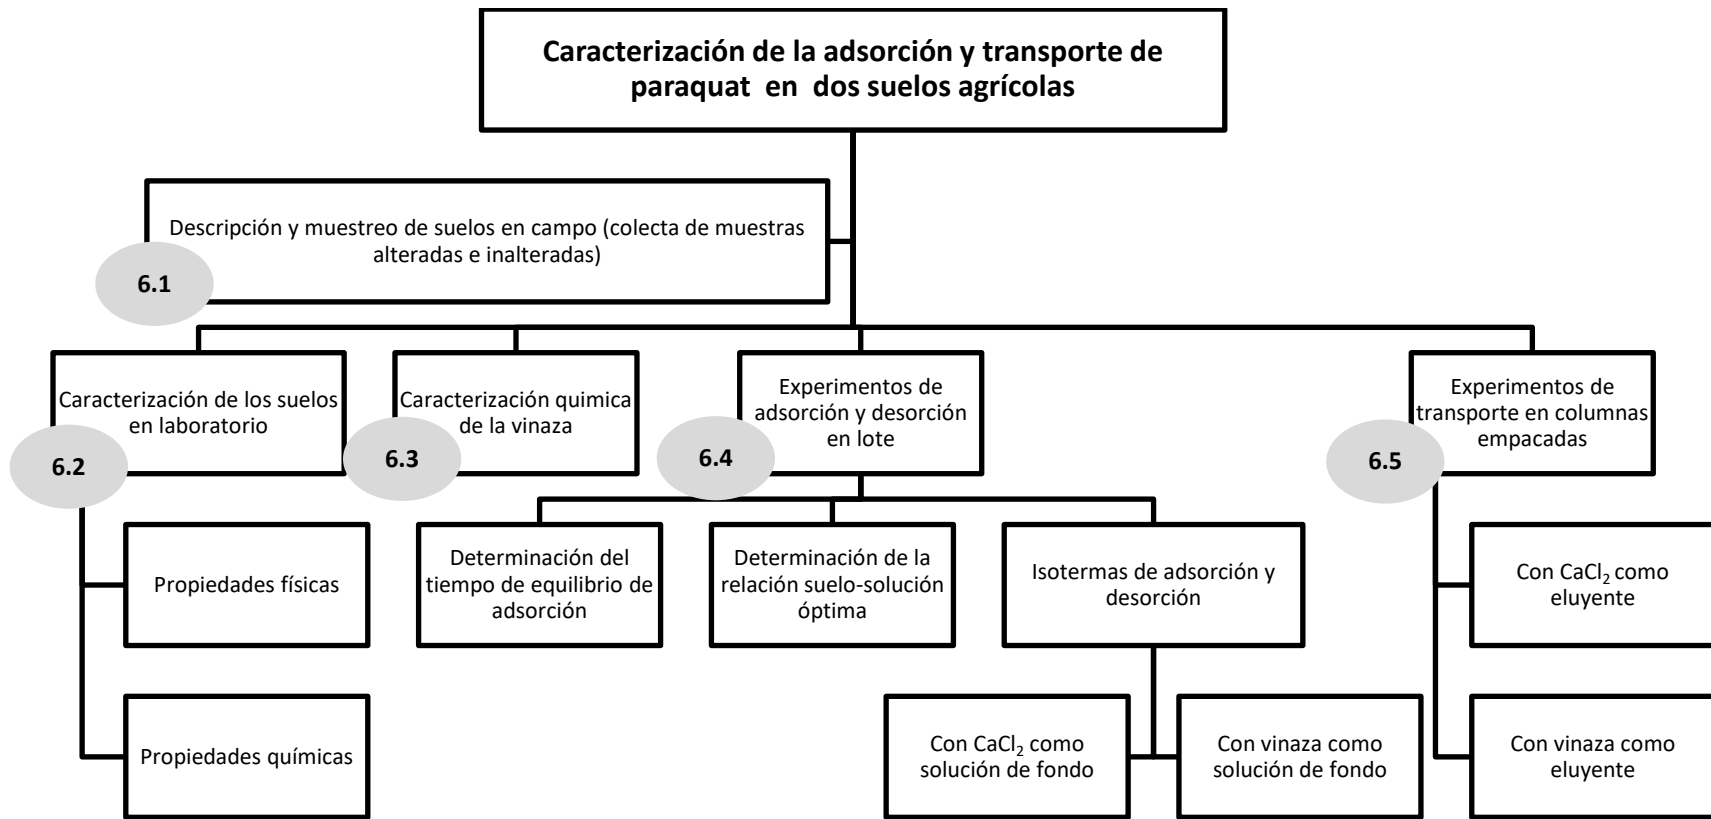 Caracterización de la adsorción y transporte de
paraquat en dos suelos agrícolas
Descripción y muestreo de suelos en campo (colecta de muestras
alteradas e inalteradas)
6.1
Caracterización de los suelos
en laboratorio
6.2
Caracterización quimica
de la vinaza
6.3
Experimentos de
adsorción y desorción
en lote
6.4
Experimentos de
transporte en columnas
empacadas
6.5
Propiedades físicas
Propiedades químicas
Determinación del
tiempo de equilibrio de
adsorción
Determinación de la
relación suelo-solución
óptima
Isotermas de adsorción y
desorción
Con CaCl₂ como
solución de fondo
Con vinaza como
solución de fondo
Con CaCl₂ como
eluyente
Con vinaza como
eluyente